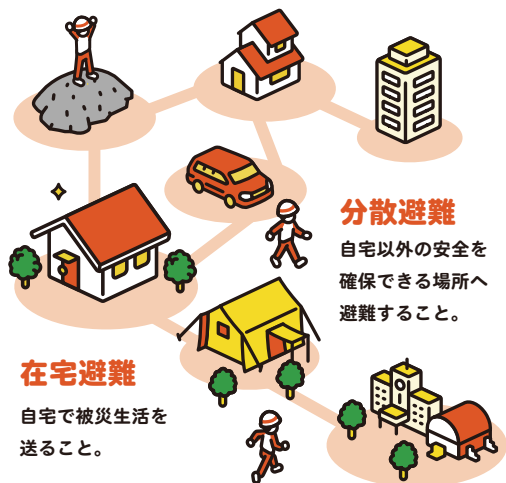 分散避難
自宅以外の安全を
確保できる場所へ
避難すること。
在宅避難
自宅で被災生活を
送ること。